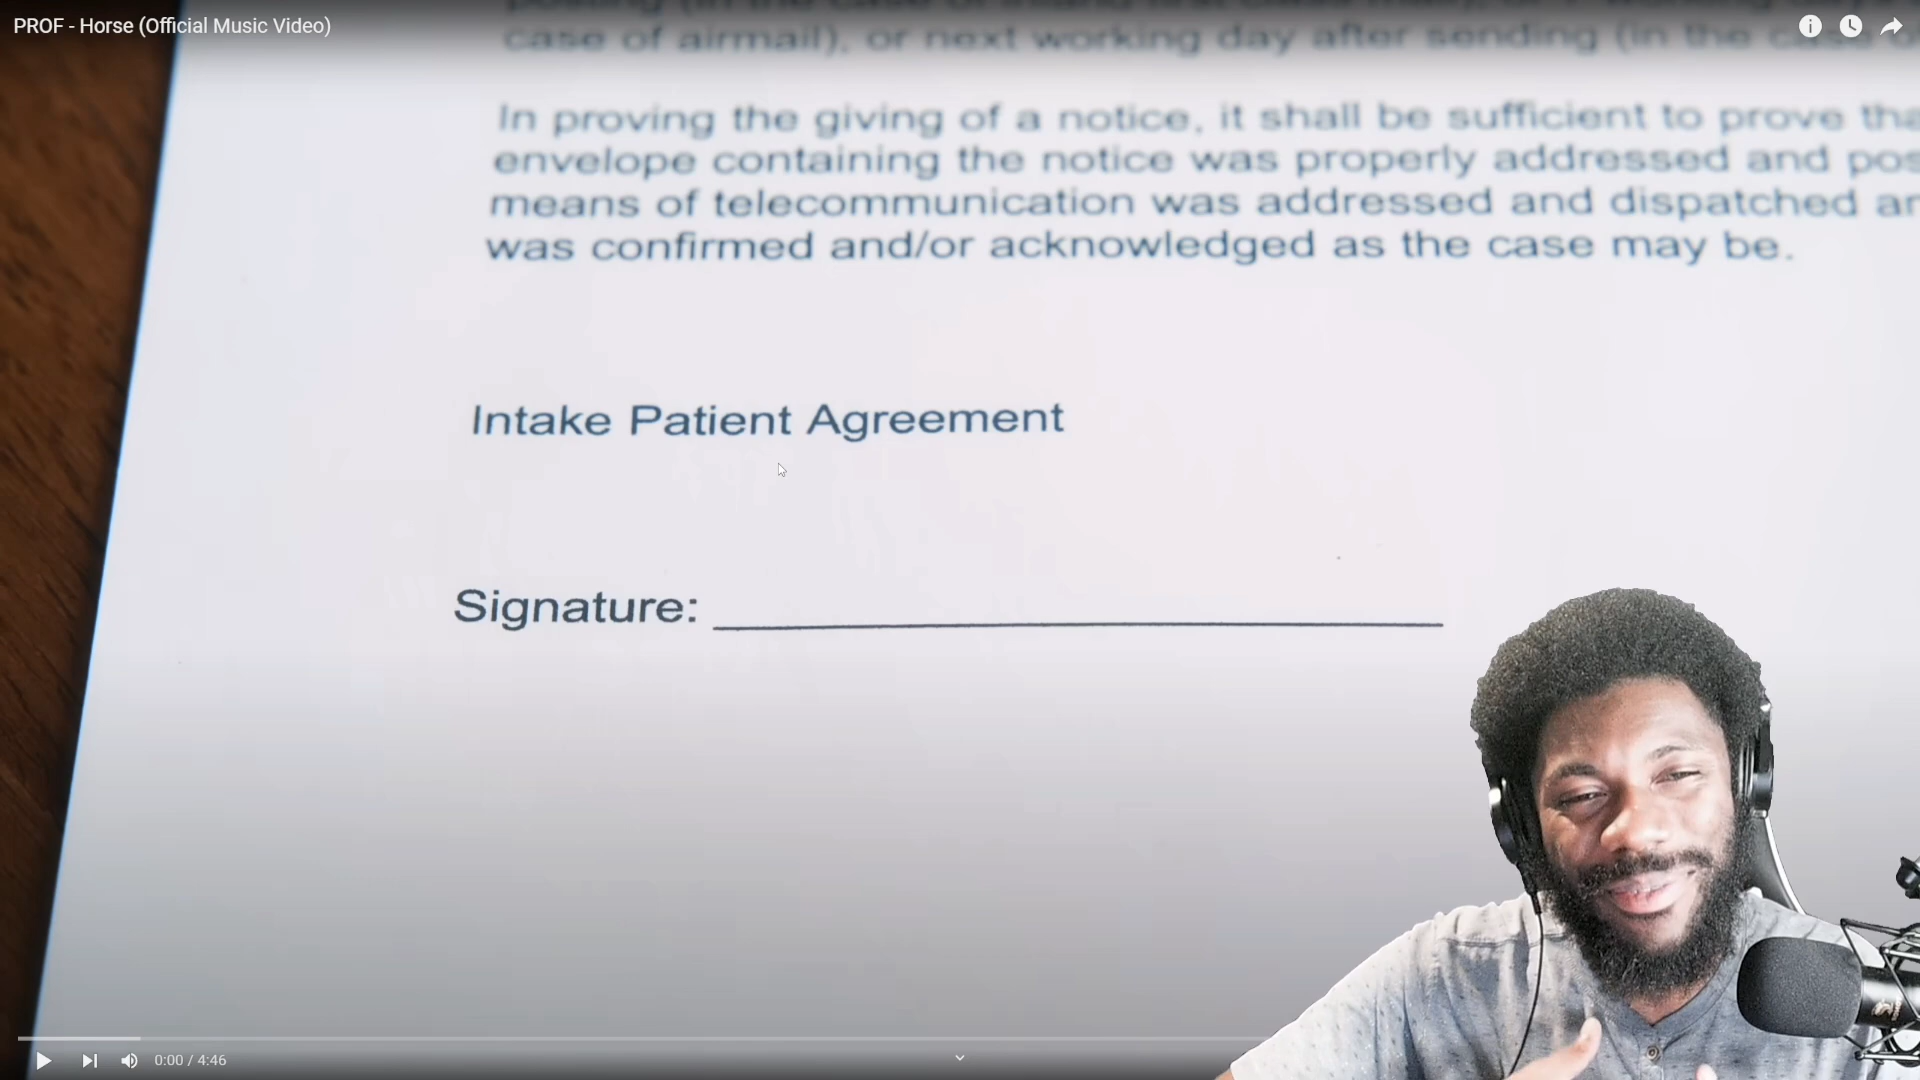 PROF - Horse (Official Music Video)
case of airmail), or next working day after sending (in the case
In proving the giving of a notice, it shall be sufficient to prove
envelope containing the notice was properly addressed and
means of telecommunication was addressed and dispatched
was confirmed and/or acknowledged as the case may be.
Intake Patient Agreement
Signature:
0:00 / 4:46